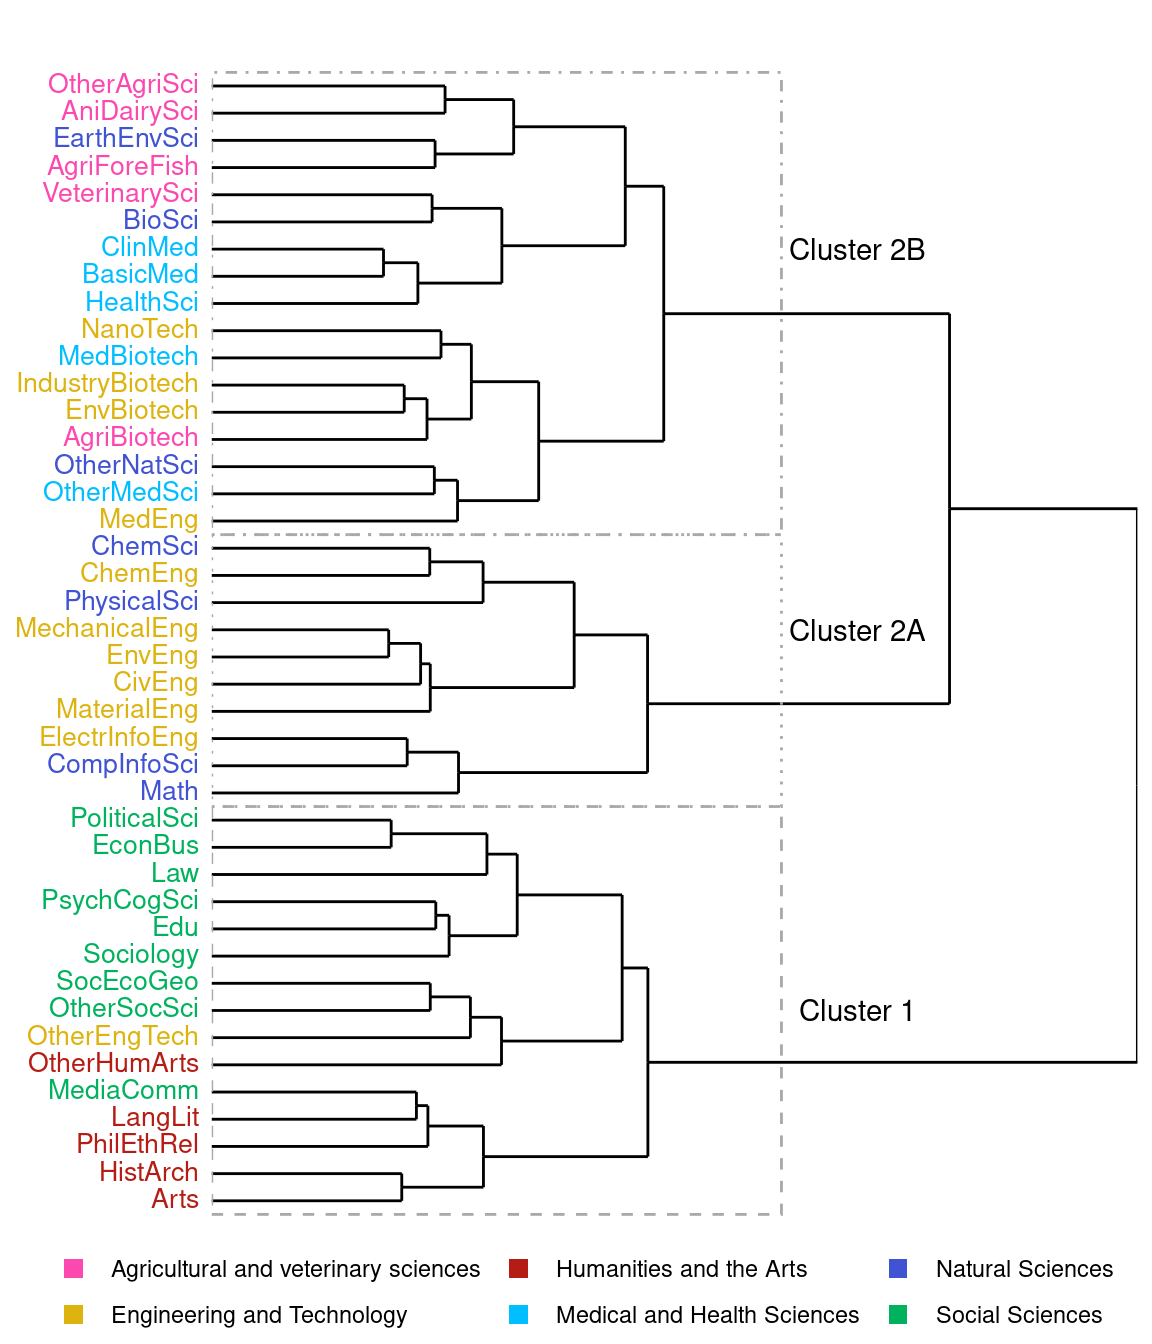 OtherAgriSci
AniDairySci
EarthEnvSci
AgriForeFish
VeterinarySci
BioSci
ClinMed
BasicMed
HealthSci
NanoTech
MedBiotech
IndustryBiotech
EnvBiotech
AgriBiotech
OtherNatSci
OtherMedSci
MedEng
ChemSci
ChemEng
PhysicalSci
MechanicalEng
EnvEng
CivEng
MaterialEng
ElectrInfoEng
CompInfoSci
Math
PoliticalSci
EconBus
Law
PsychCogSci
Edu
Sociology
SocEcoGeo
OtherSocSci
OtherEngTech
OtherHumArts
MediaComm
LangLit
PhilEthRel
HistArch
Arts
Cluster 2B
Cluster 2A
Cluster 1
Agricultural and veterinary sciences
Humanities and the Arts
Natural Sciences
Engineering and Technology
Medical and Health Sciences
Social Sciences